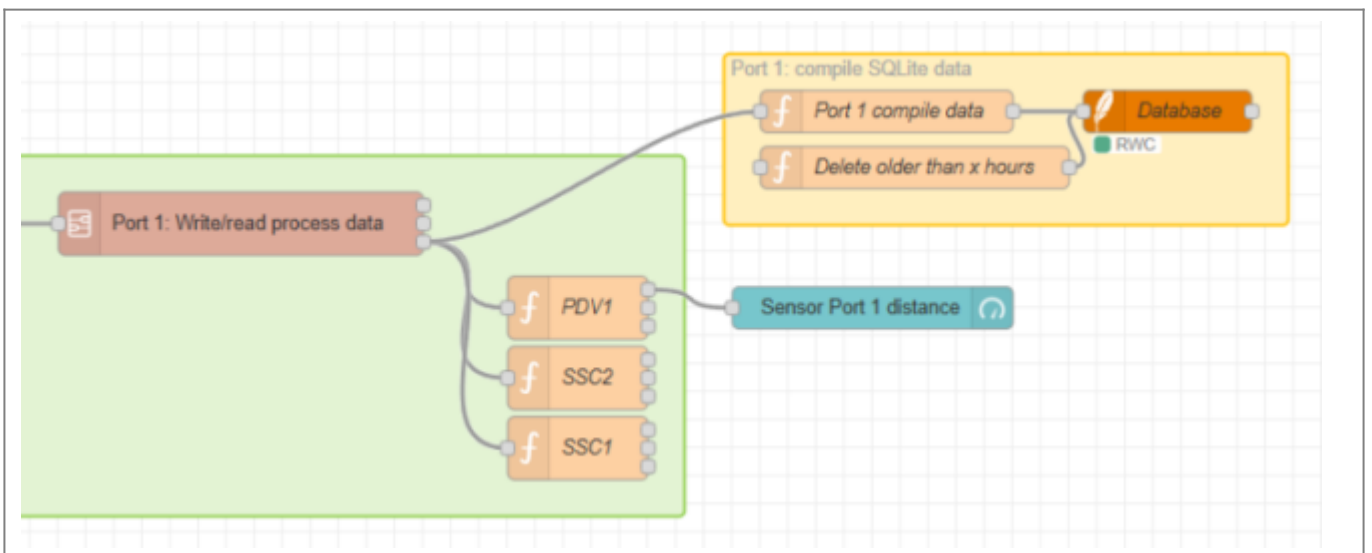 Port 1: compile SQLite data
Port 1 compile data
Database
RWC
Delete older than x hours
Port 1: Write/read process data
PDV1
Sensor Port 1 distance
SSC2
SSC1